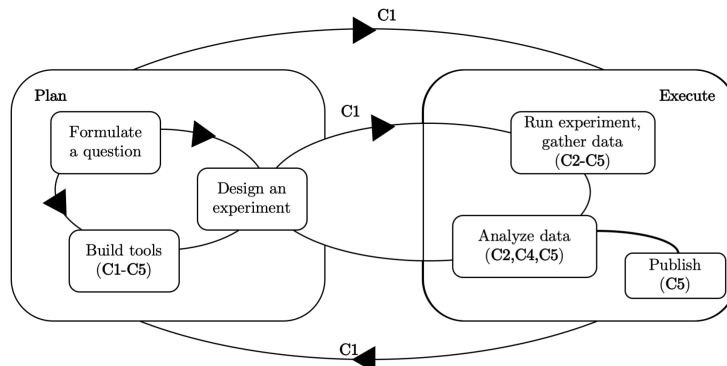 C1
Plan
Execute
C1
Formulate
a question
Run experiment,
gather data
(C2-C5)
Design an
experiment
Build tools
(C1-C5)
Analyze data
(C2,C4,C5)
Publish
(C5)
C1